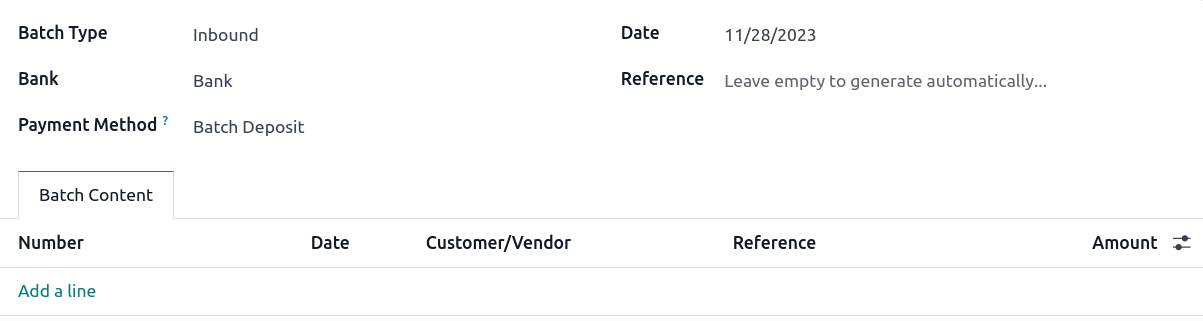 Batch Type Inbound Date 11/28/2023
Bank Bank Reference Leave empty to generate automatically...
Payment Method ? Batch Deposit
Batch Content
Number Date Customer/Vendor Reference Amount
Add a line